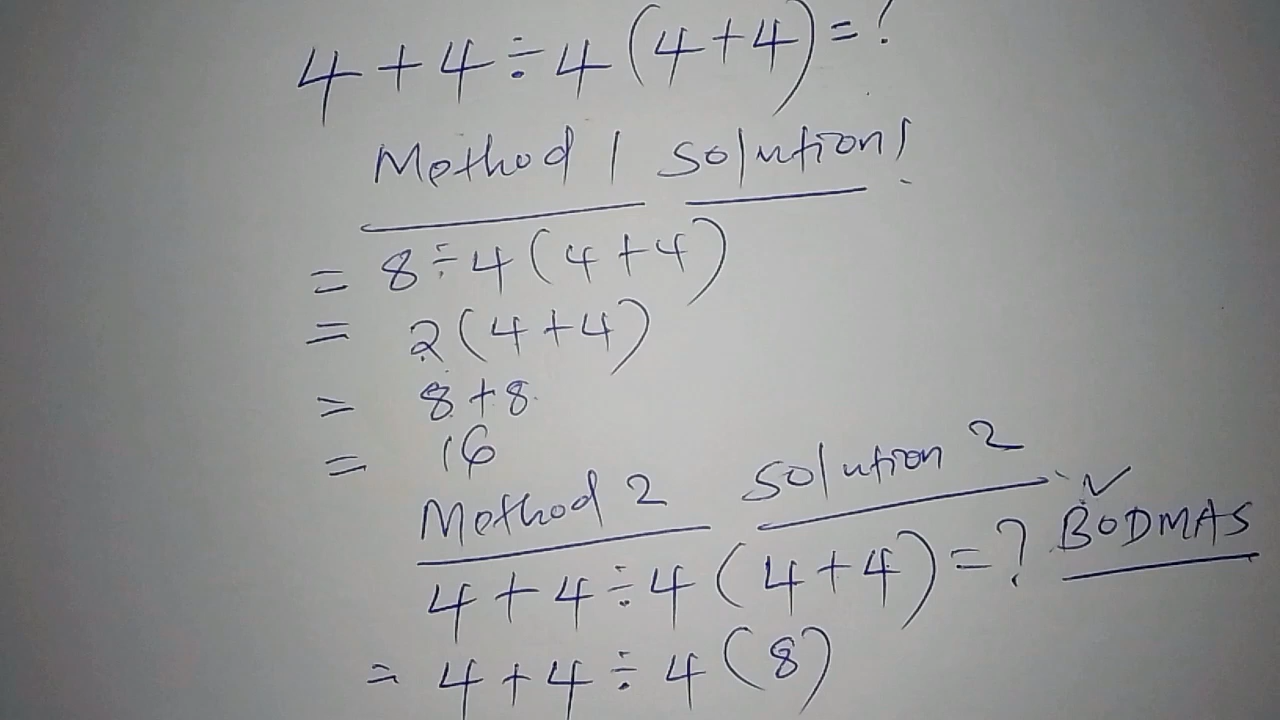 4+4÷4(4+4)=?
Method 1 Solution 1
= 8÷4(4+4)
= 2(4+4)
= 8+8
= 16
Method 2 Solution 2
4+4÷4(4+4)=? BODMAS
= 4+4÷4(8)